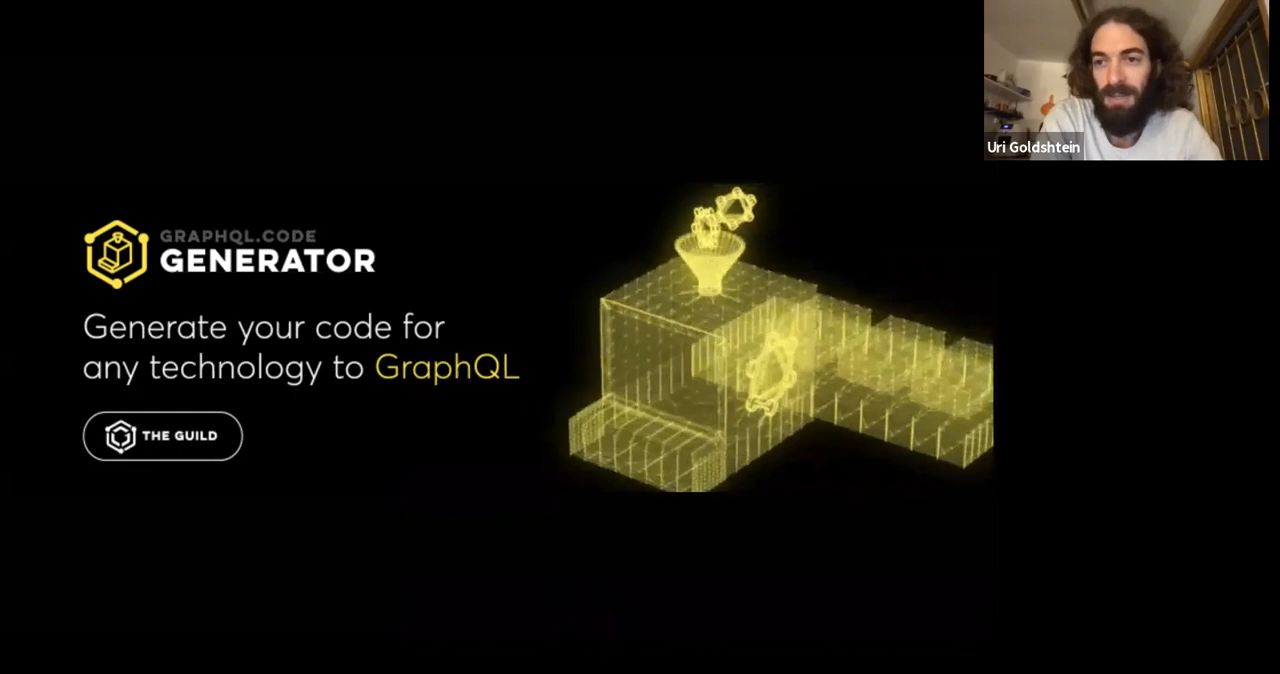 Uri Goldshtein
GRAPHQL.CODE
GENERATOR
Generate your code for
any technology to GraphQL
THE GUILD